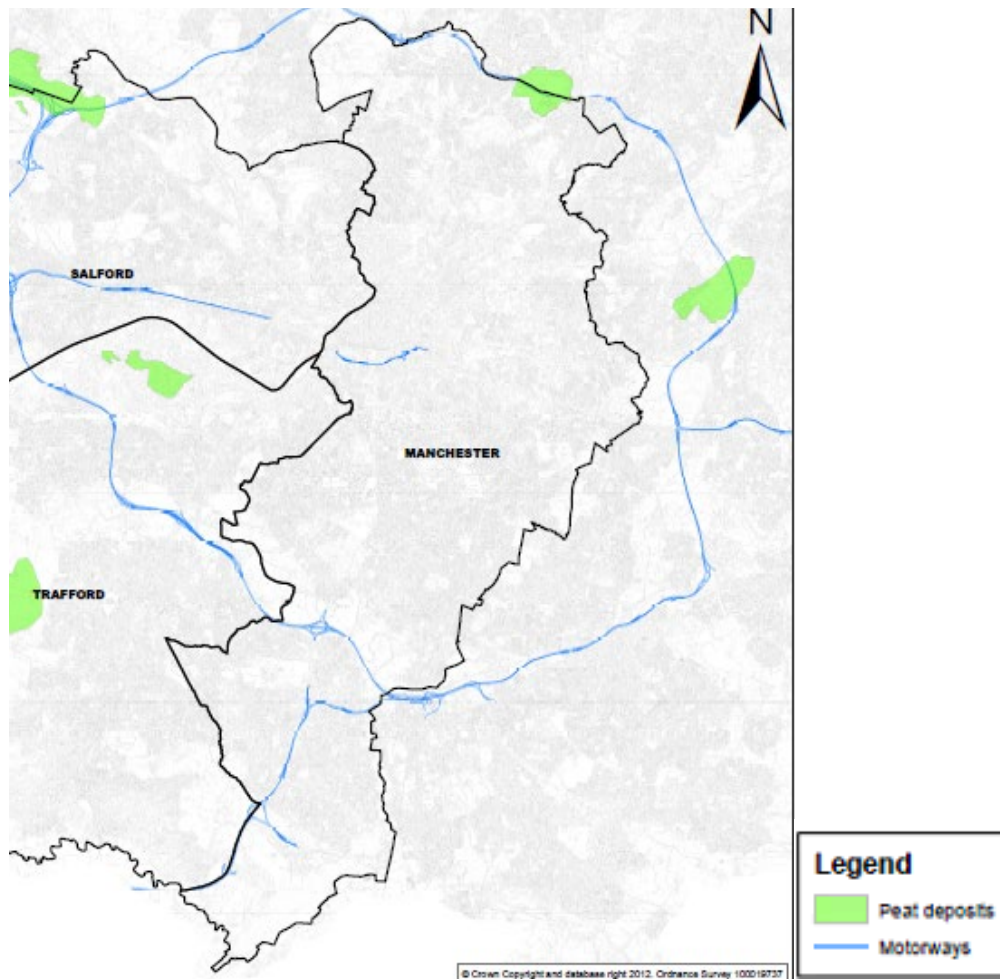 N
SALFORD
MANCHESTER
TRAFFORD
Legend
Peat deposits
Motorways
© Crown Copyright and database right 2012. Ordnance Survey 100019737